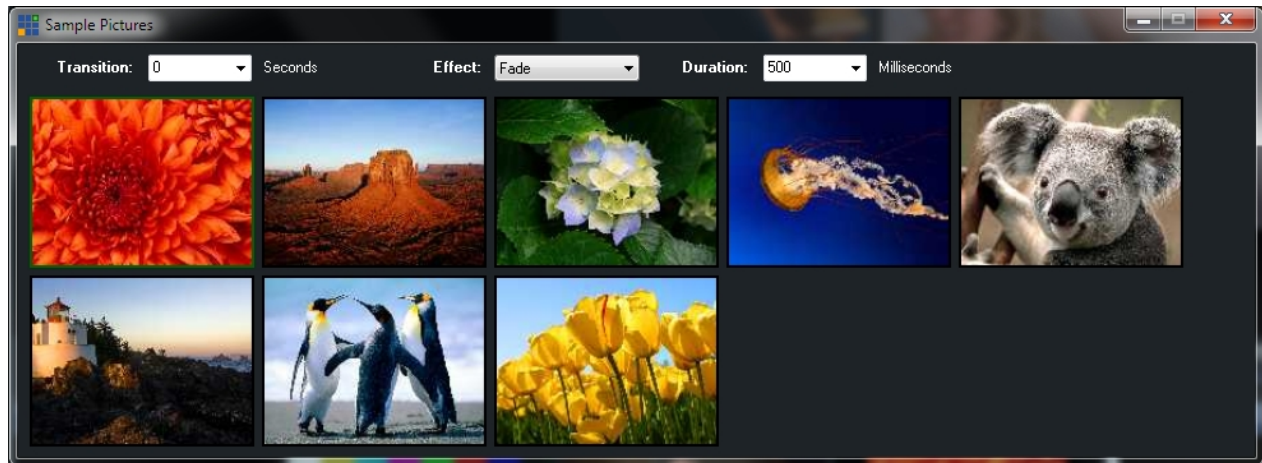 Sample Pictures
Transition: 0 Seconds Effect: Fade Duration: 500 Milliseconds